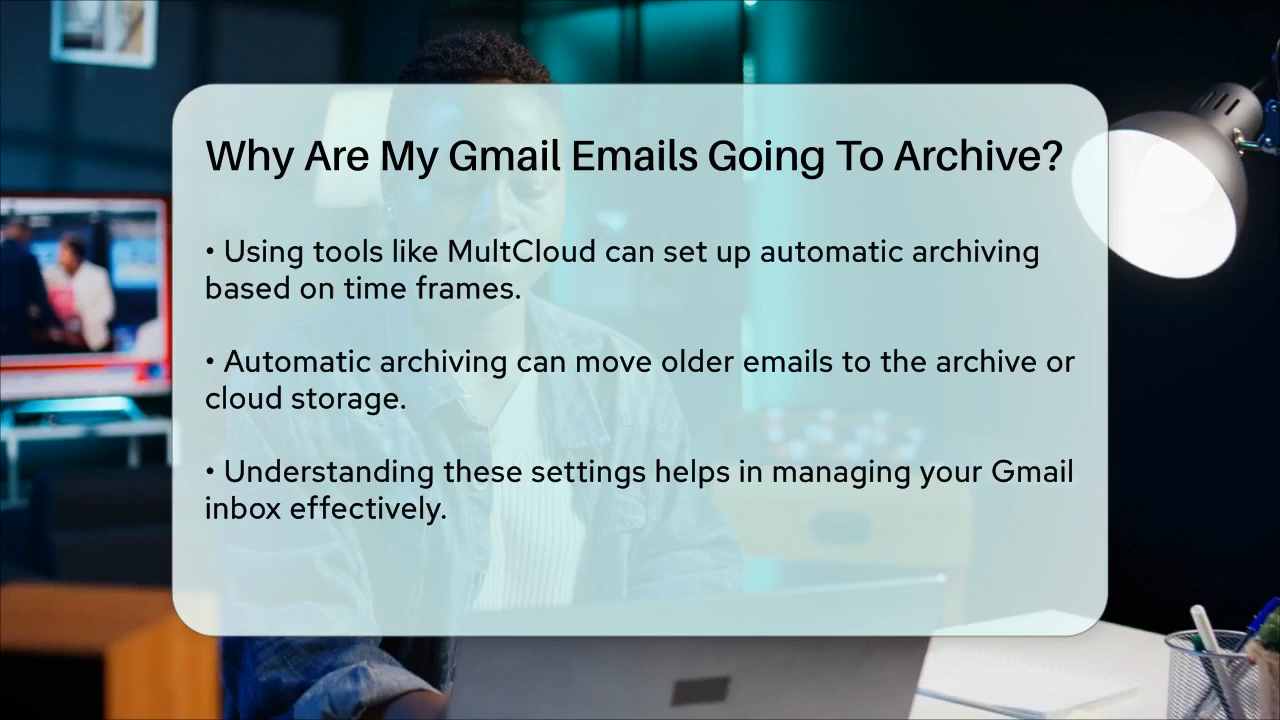 Why Are My Gmail Emails Going To Archive?
• Using tools like MultCloud can set up automatic archiving
based on time frames.
• Automatic archiving can move older emails to the archive or
cloud storage.
• Understanding these settings helps in managing your Gmail
inbox effectively.